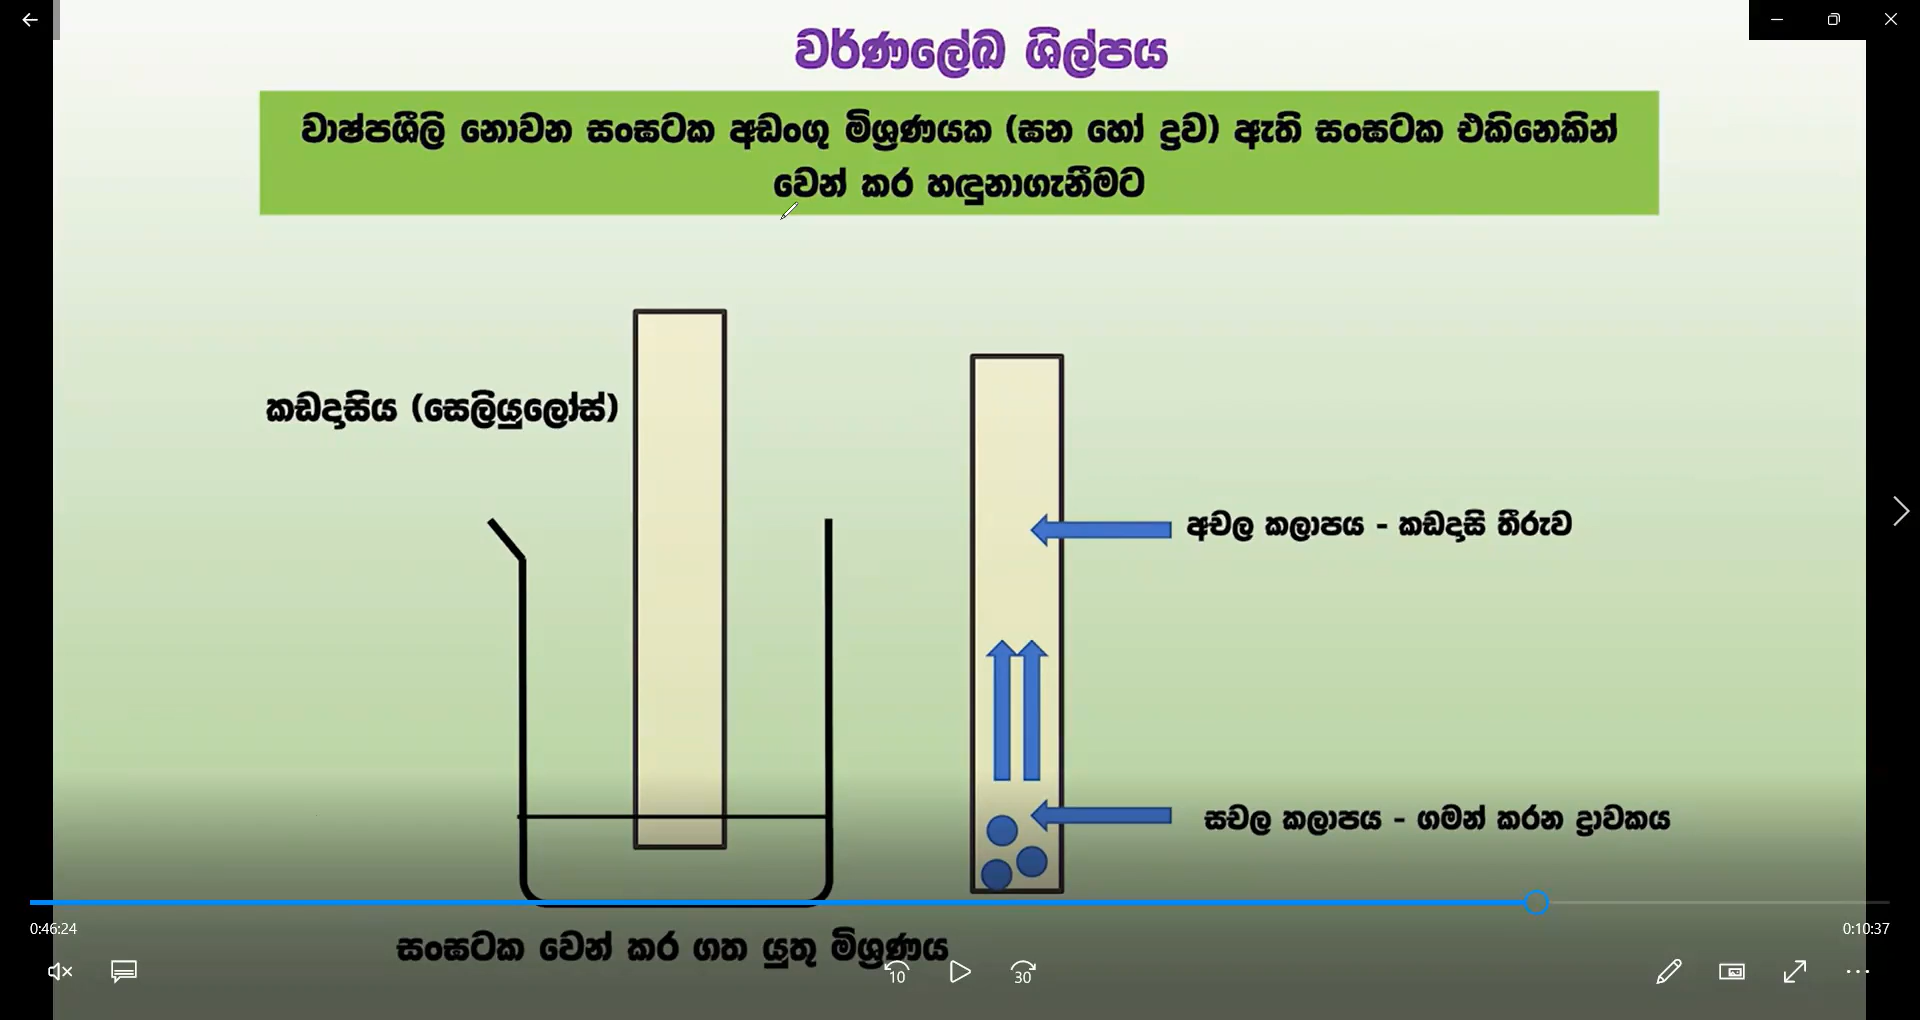 වර්ණලේඛ ශිල්පය
වාෂ්පශීලි නොවන සංඝටක අඩංගු මිශ්‍රණයක (ඝන හෝ ද්‍රව) ඇති සංඝටක එකිනෙකින්
වෙන් කර හඳුනාගැනීමට
කඩදාසිය (සෙලියුලෝස්)
අචල කලාපය - කඩදාසි තීරුව
සචල කලාපය - ගමන් කරන ද්‍රාවකය
සංඝටක වෙන් කර ගත යුතු මිශ්‍රණය
0:46:24
0:10:37
10
30